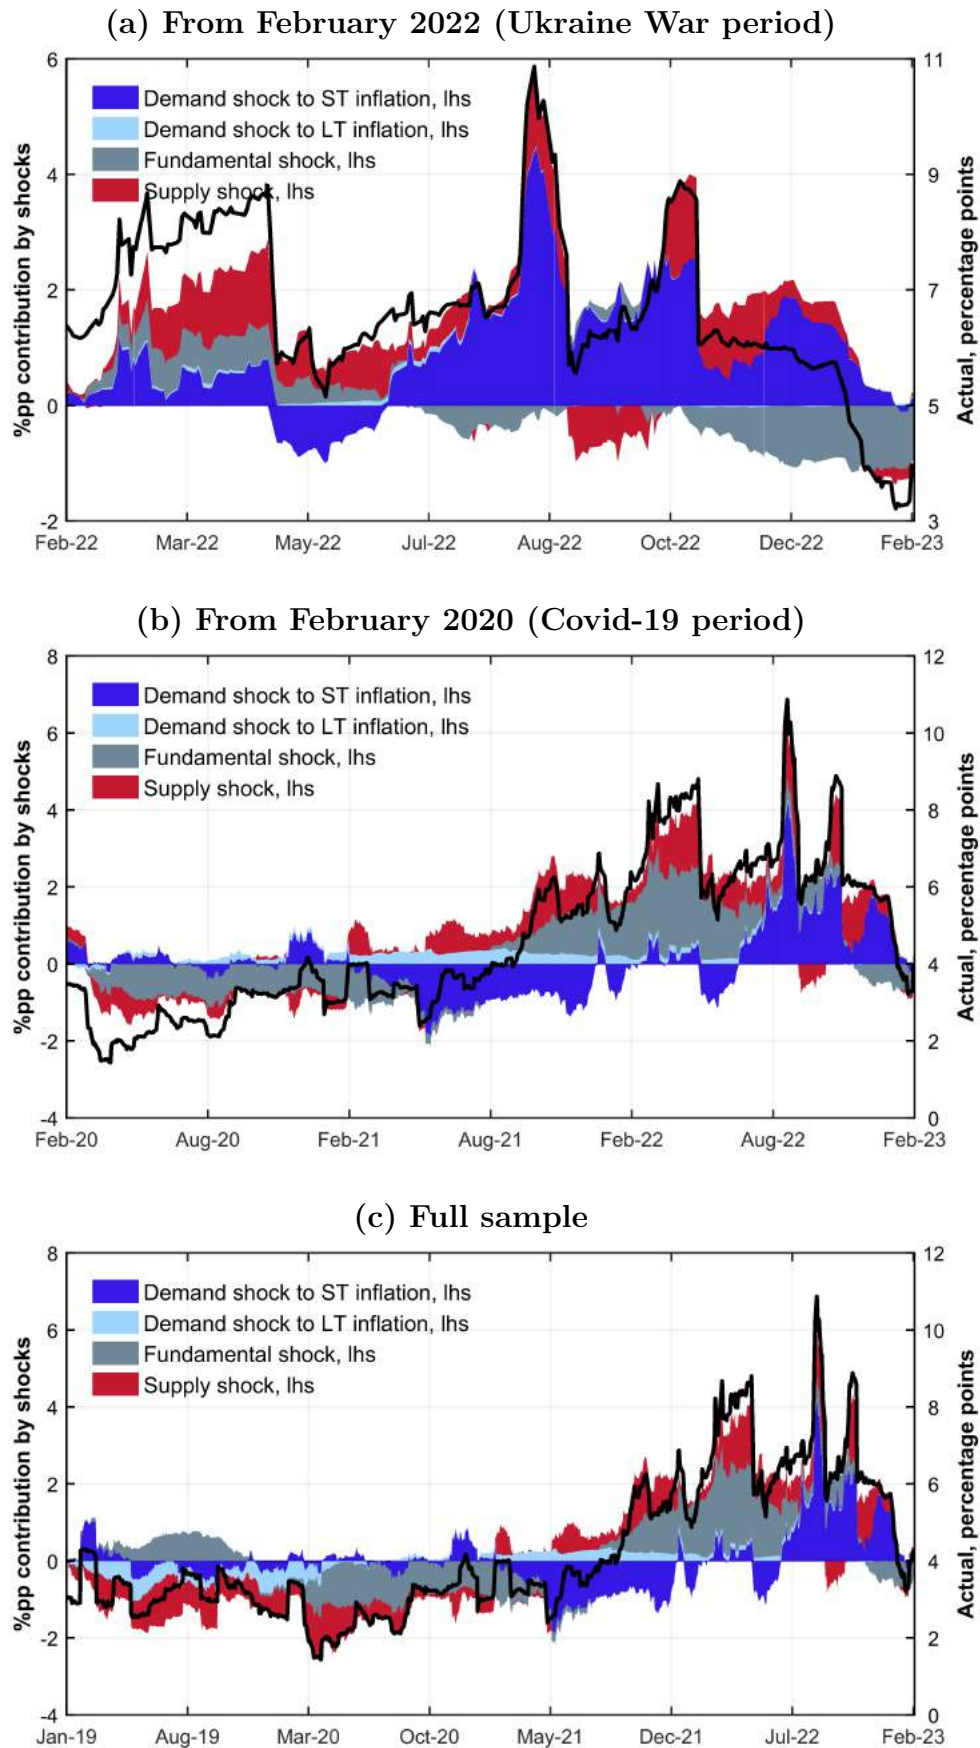 (a) From February 2022 (Ukraine War period)
6
4
2
0
-2
%pp contribution by shocks
Demand shock to ST inflation, lhs
Demand shock to LT inflation, lhs
Fundamental shock, lhs
Supply shock, lhs
11
9
7
5
3
Actual, percentage points
Feb-22 Mar-22 May-22 Jul-22 Aug-22 Oct-22 Dec-22 Feb-23
(b) From February 2020 (Covid-19 period)
8
6
4
2
0
-2
-4
%pp contribution by shocks
Demand shock to ST inflation, lhs
Demand shock to LT inflation, lhs
Fundamental shock, lhs
Supply shock, lhs
12
10
8
6
4
2
0
Actual, percentage points
Feb-20 Aug-20 Feb-21 Aug-21 Feb-22 Aug-22 Feb-23
(c) Full sample
8
6
4
2
0
-2
-4
%pp contribution by shocks
Demand shock to ST inflation, lhs
Demand shock to LT inflation, lhs
Fundamental shock, lhs
Supply shock, lhs
12
10
8
6
4
2
0
Actual, percentage points
Jan-19 Aug-19 Mar-20 Oct-20 May-21 Dec-21 Jul-22 Feb-23